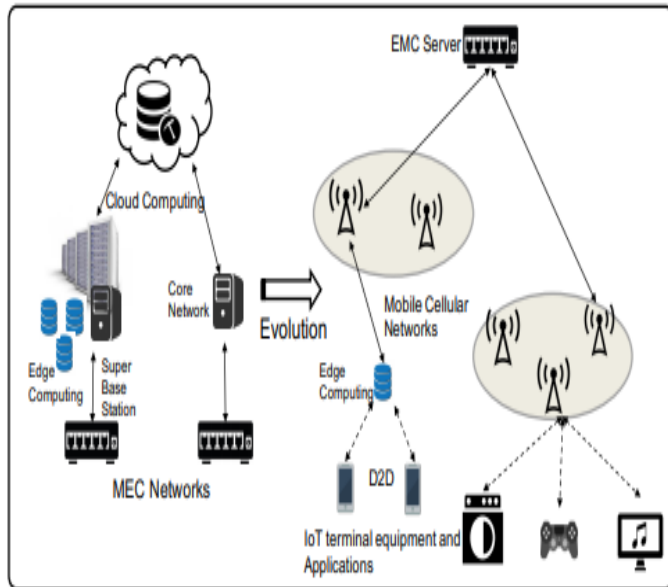 EMC Server
Cloud Computing
Core
Network
Evolution
Mobile Cellular
Networks
Edge
Computing
Super
Base
Station
Edge
Computing
MEC Networks
D2D
IoT terminal equipment and
Applications